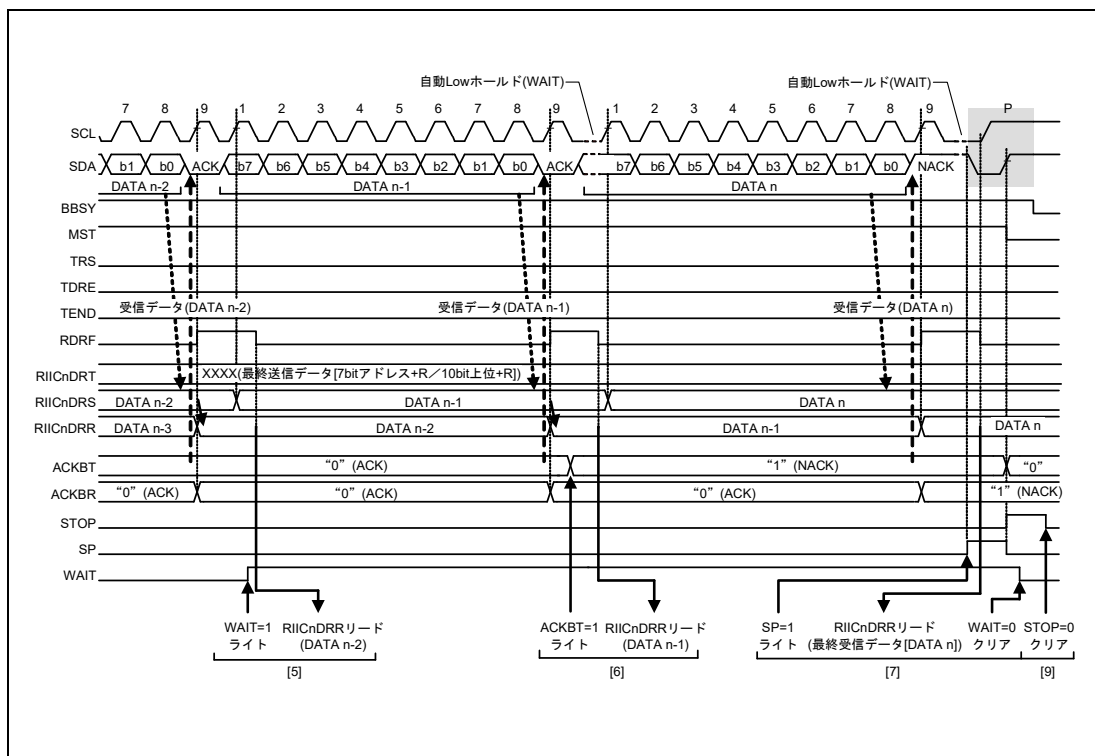 自動Lowホールド(WAIT) 自動Lowホールド(WAIT)
7 8 9 1 2 3 4 5 6 7 8 9 1 2 3 4 5 6 7 8 9 P
SCL
SDA b1 b0 ACK b7 b6 b5 b4 b3 b2 b1 b0 ACK b7 b6 b5 b4 b3 b2 b1 b0 NACK
DATA n-2 DATA n-1 DATA n
BBSY
MST
TRS
TDRE
TEND
受信データ(DATA n-2) 受信データ(DATA n-1) 受信データ(DATA n)
RDRF
RIICnDRT XXXX(最終送信データ[7bitアドレス+R/10bit上位+R])
RIICnDRS DATA n-2 DATA n-1 DATA n
RIICnDRR DATA n-3 DATA n-2 DATA n-1 DATA n
ACKBT “0” (ACK) “1” (NACK) “0”
ACKBR “0” (ACK) “0” (ACK) “0” (ACK) “1” (NACK)
STOP
SP
WAIT
WAIT=1 RIICnDRRリード ACKBT=1 RIICnDRRリード SP=1 RIICnDRRリード WAIT=0 STOP=0
ライト (DATA n-2) ライト (DATA n-1) ライト (最終受信データ[DATA n]) クリア クリア
[5] [6] [7] [9]